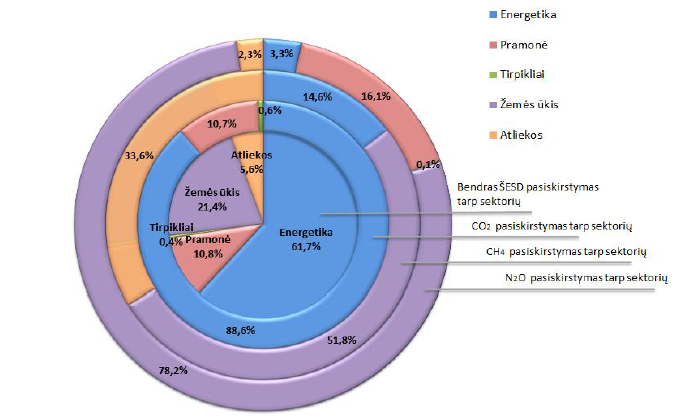 Energetika
Pramonė
Tirpikliai
Žemės ūkis
Atliekos
2,3%
3,3%
14,6%
16,1%
0,6%
10,7%
33,6%
0,1%
Atliekos
5,6%
Žemės ūkis
21,4%
Tirpikliai
0,4%
Pramonė
10,8%
Energetika
61,7%
88,6%
51,8%
78,2%
Bendras ŠESD pasiskirstymas
tarp sektorių
CO2 pasiskirstymas tarp sektorių
CH4 pasiskirstymas tarp sektorių
N2O pasiskirstymas tarp sektorių